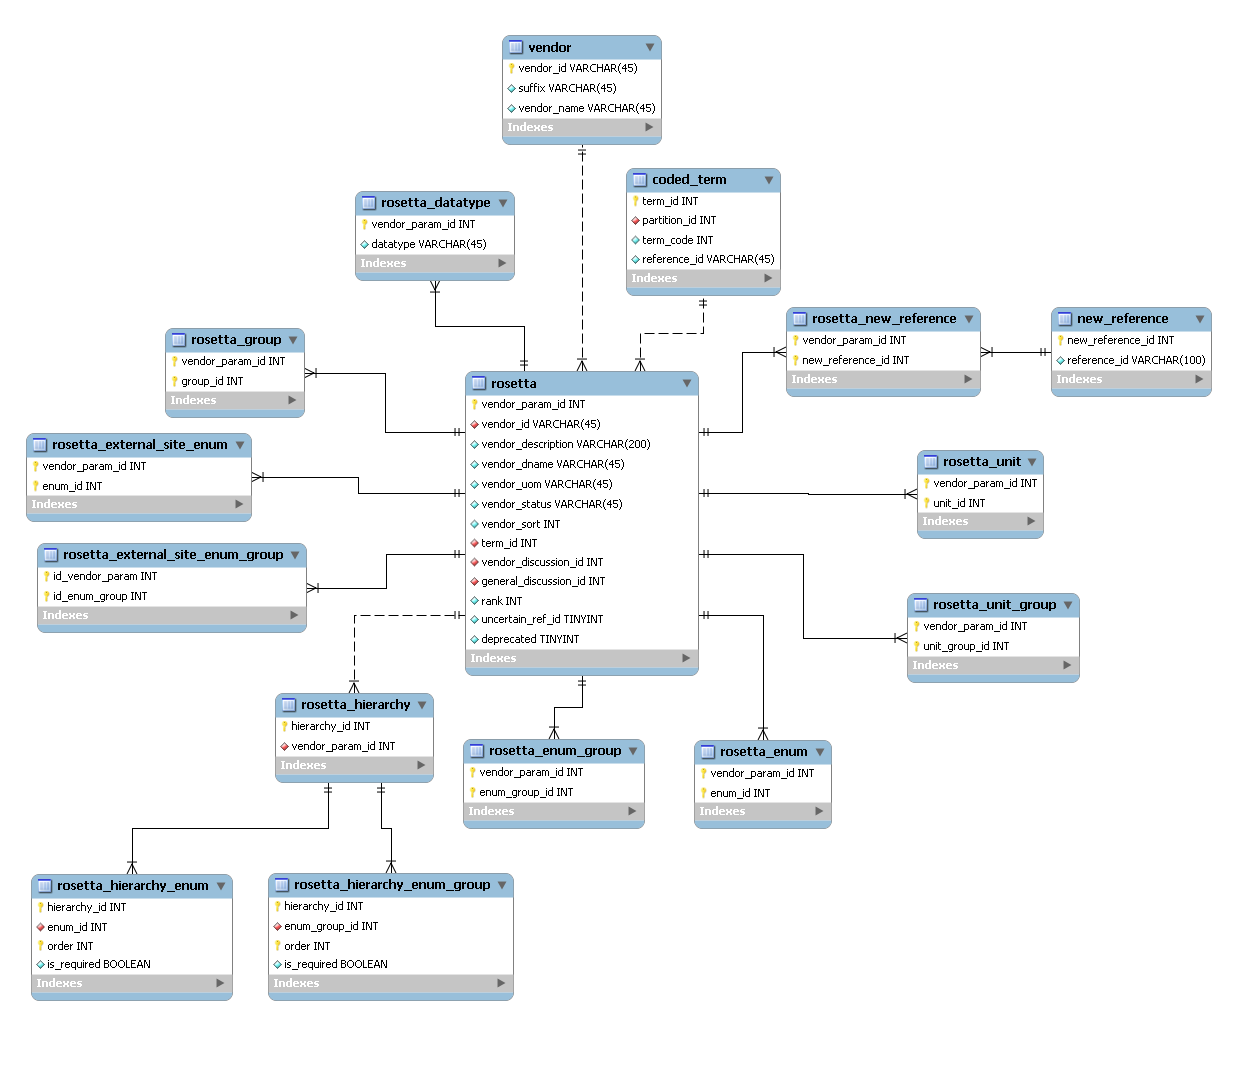 vendor
vendor_id VARCHAR(45)
suffix VARCHAR(45)
vendor_name VARCHAR(45)
Indexes
coded_term
term_id INT
partition_id INT
term_code INT
reference_id VARCHAR(45)
Indexes
rosetta_datatype
vendor_param_id INT
datatype VARCHAR(45)
Indexes
rosetta_new_reference
vendor_param_id INT
new_reference_id INT
Indexes
new_reference
new_reference_id INT
reference_id VARCHAR(100)
Indexes
rosetta_group
vendor_param_id INT
group_id INT
Indexes
rosetta
vendor_param_id INT
vendor_id VARCHAR(45)
vendor_description VARCHAR(200)
vendor_dname VARCHAR(45)
vendor_uom VARCHAR(45)
vendor_status VARCHAR(45)
vendor_sort INT
term_id INT
vendor_discussion_id INT
general_discussion_id INT
rank INT
uncertain_ref_id TINYINT
deprecated TINYINT
Indexes
rosetta_external_site_enum
vendor_param_id INT
enum_id INT
Indexes
rosetta_unit
vendor_param_id INT
unit_id INT
Indexes
rosetta_external_site_enum_group
id_vendor_param INT
id_enum_group INT
Indexes
rosetta_unit_group
vendor_param_id INT
unit_group_id INT
Indexes
rosetta_hierarchy
hierarchy_id INT
vendor_param_id INT
Indexes
rosetta_enum_group
vendor_param_id INT
enum_group_id INT
Indexes
rosetta_enum
vendor_param_id INT
enum_id INT
Indexes
rosetta_hierarchy_enum
hierarchy_id INT
enum_id INT
order INT
is_required BOOLEAN
Indexes
rosetta_hierarchy_enum_group
hierarchy_id INT
enum_group_id INT
order INT
is_required BOOLEAN
Indexes